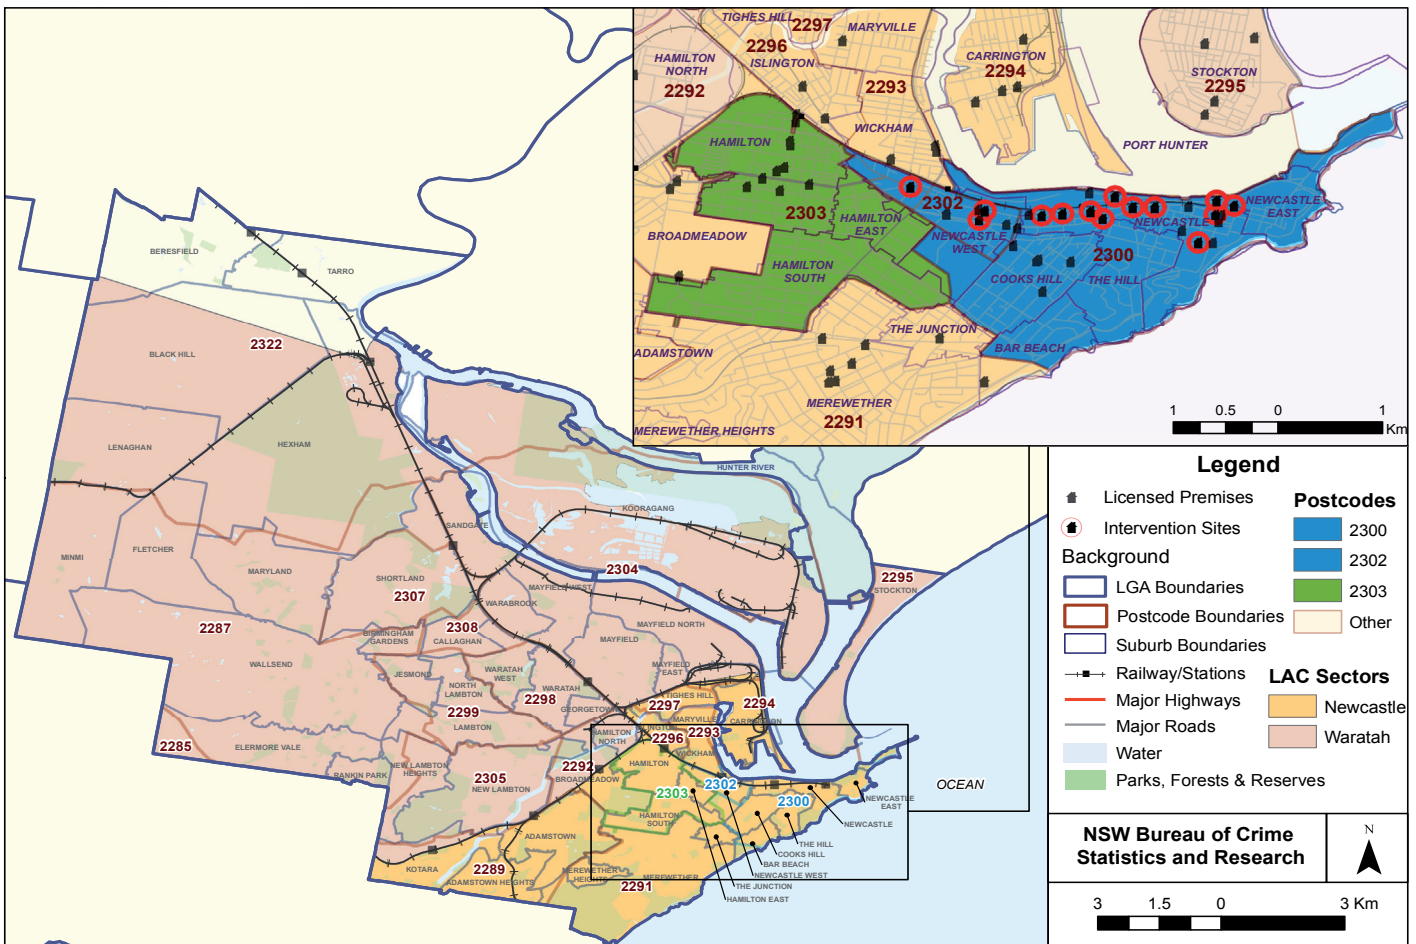 TIGHES HILL
2297
MARYVILLE
2296
ISLINGTON
HAMILTON
NORTH
2292
2293
CARRINGTON
2294
STOCKTON
2295
WICKHAM
HAMILTON
PORT HUNTER
2302
2303
HAMILTON
EAST
NEWCASTLE
WEST
NEWCASTLE
NEWCASTLE
EAST
BROADMEADOW
2300
HAMILTON
SOUTH
COOKS HILL
THE HILL
THE JUNCTION
BAR BEACH
ADAMSTOWN
MEREWETHER
2291
MEREWETHER HEIGHTS
1 0.5 0 1
Km
BERESFIELD
TARRO
BLACK HILL
2322
LENAGHAN
HEXHAM
HUNTER RIVER
KOORAGANG
SANDGATE
MINMI
FLETCHER
MARYLAND
SHORTLAND
2307
2304
MAYFIELD WEST
WARABROOK
2295
STOCKTON
2287
BIRMINGHAM
GARDENS
2308
CALLAGHAN
MAYFIELD NORTH
MAYFIELD
WALLSEND
JESMOND
WARATAH
WEST
MAYFIELD
EAST
NORTH
LAMBTON
WARATAH
2298
TIGHES HILL
2297
2294
2299
LAMBTON
GEORGETOWN
MARYVILLE
CARRINGTON
2293
ISLINGTON
2296
HAMILTON
NORTH
WICKHAM
2285
ELERMORE VALE
RANKIN PARK
NEW LAMBTON
HEIGHTS
2305
NEW LAMBTON
2292
BROADMEADOW
HAMILTON
2303
2302
2300
OCEAN
NEWCASTLE
EAST
HAMILTON
SOUTH
NEWCASTLE
ADAMSTOWN
THE HILL
COOKS HILL
BAR BEACH
KOTARA
2289
ADAMSTOWN HEIGHTS
MEREWETHER
HEIGHTS
2291
MEREWETHER
NEWCASTLE WEST
THE JUNCTION
HAMILTON EAST
Legend
Licensed Premises
Intervention Sites
Background
LGA Boundaries
Postcode Boundaries
Suburb Boundaries
Railway/Stations
Major Highways
Major Roads
Water
Parks, Forests & Reserves
Postcodes
2300
2302
2303
Other
LAC Sectors
Newcastle
Waratah
NSW Bureau of Crime
Statistics and Research
N
3 1.5 0 3 Km